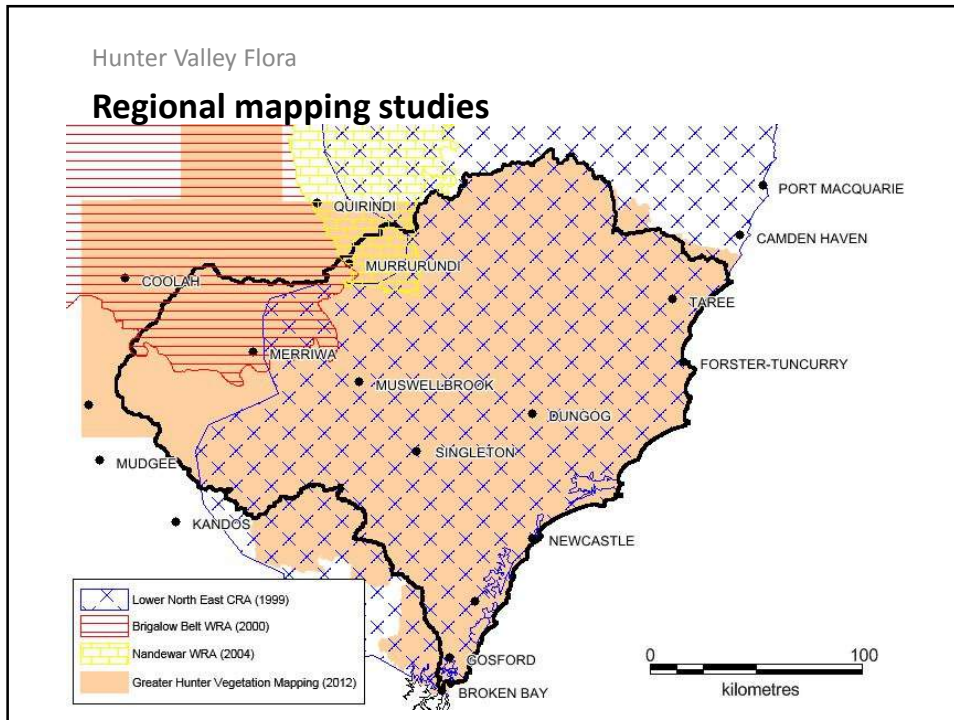 Hunter Valley Flora
Regional mapping studies
PORT MACQUARIE
QUIRINDI
CAMDEN HAVEN
MURRURUNDI
COOLAH
TAREE
MERRIWA
FORSTER-TUNCURRY
MUSWELLBROOK
DUNGOG
SINGLETON
MUDGEE
KANDOS
NEWCASTLE
Lower North East CRA (1999)
Brigalow Belt WRA (2000)
Nandewar WRA (2004)
Greater Hunter Vegetation Mapping (2012)
GOSFORD
BROKEN BAY
0 100
kilometres